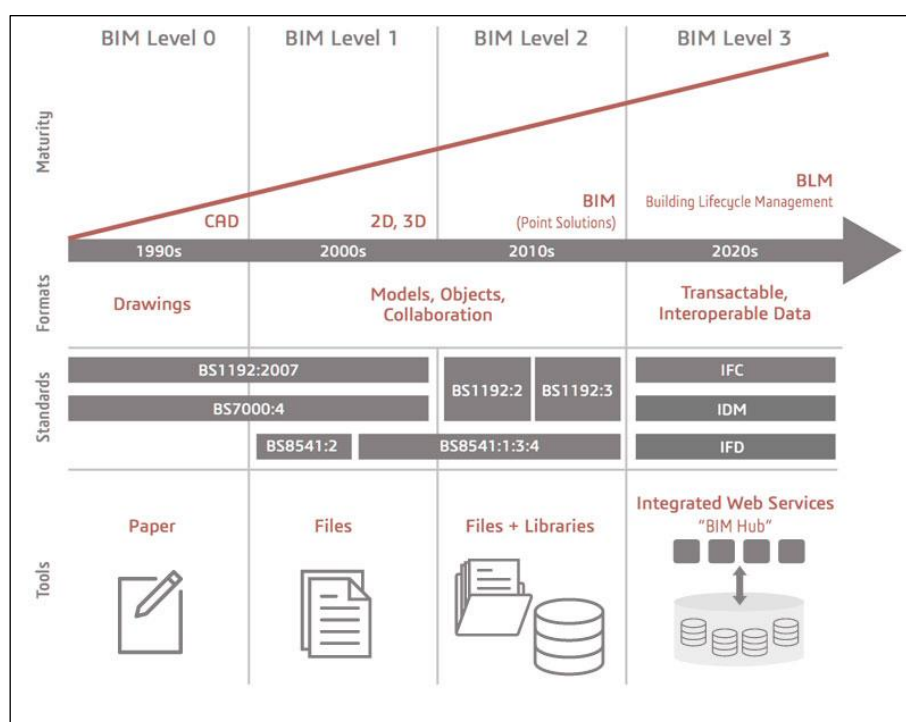 BIM Level 0
BIM Level 1
BIM Level 2
BIM Level 3
Maturity
CAD
2D, 3D
BIM
(Point Solutions)
BLM
Building Lifecycle Management
1990s
2000s
2010s
2020s
Formats
Drawings
Models, Objects,
Collaboration
Transactable,
Interoperable Data
Standards
BS1192:2007
BS7000:4
BS8541:2
BS8541:1:3:4
BS1192:2
BS1192:3
IFC
IDM
IFD
Tools
Paper
Files
Files + Libraries
Integrated Web Services
"BIM Hub"